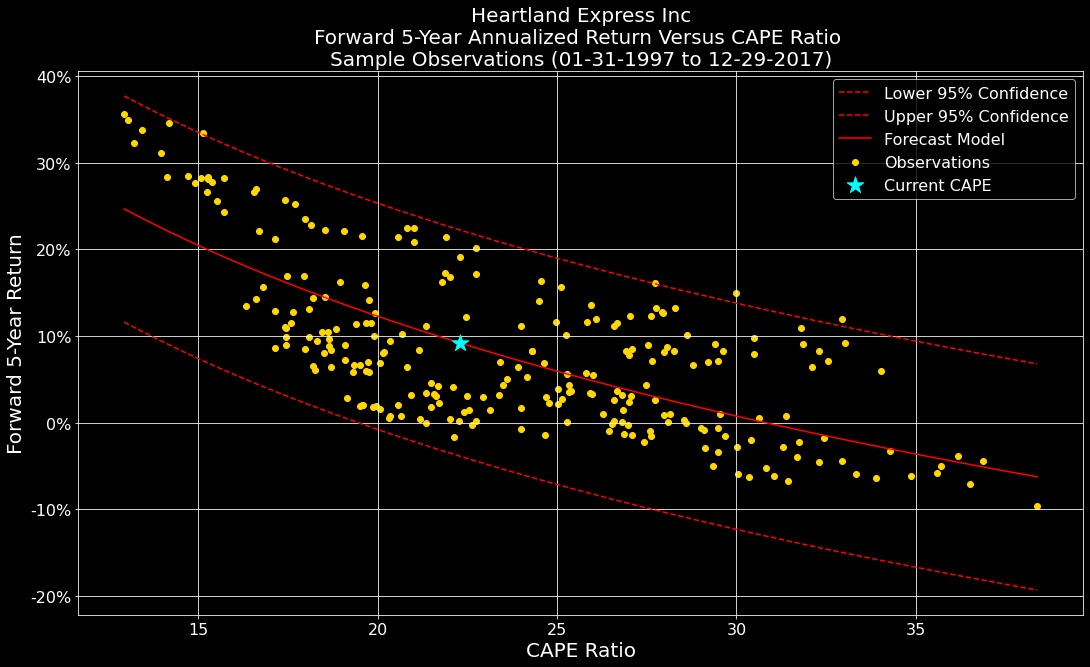 Heartland Express Inc
Forward 5-Year Annualized Return Versus CAPE Ratio
Sample Observations (01-31-1997 to 12-29-2017)
Lower 95% Confidence
Upper 95% Confidence
Forecast Model
Observations
Current CAPE
Forward 5-Year Return
40%
30%
20%
10%
0%
-10%
-20%
15
20
25
30
35
CAPE Ratio